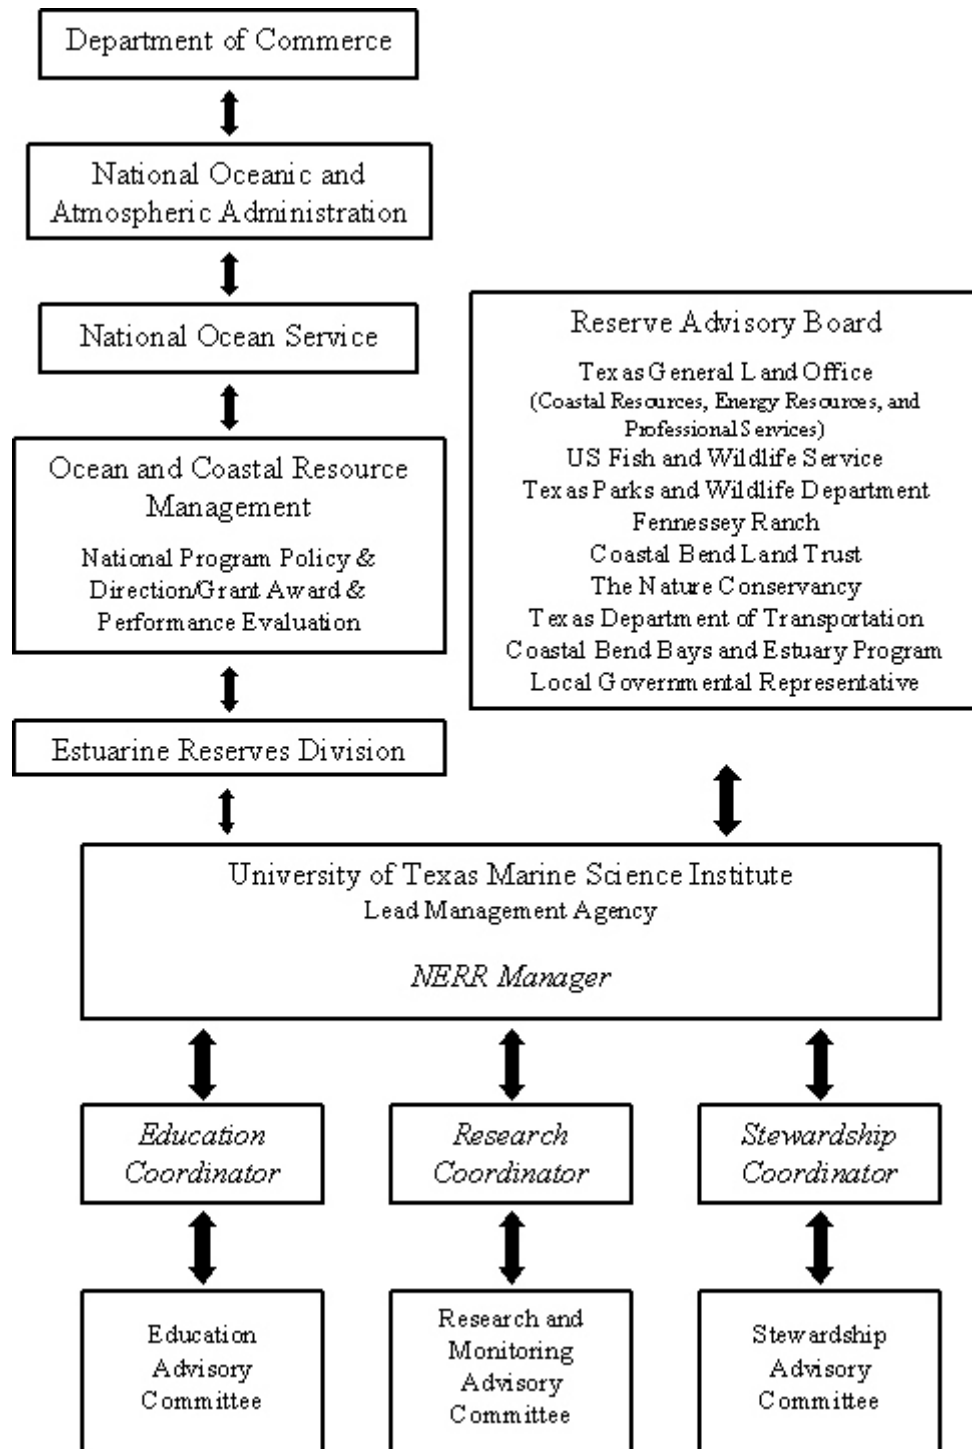 Department of Commerce
National Oceanic and
Atmospheric Administration
National Ocean Service
Ocean and Coastal Resource
Management
National Program Policy &
Direction/Grant Award &
Performance Evaluation
Estuarine Reserves Division
Reserve Advisory Board
Texas General Land Office
(Coastal Resources, Energy Resources, and
Professional Services)
US Fish and Wildlife Service
Texas Parks and Wildlife Department
Fennessey Ranch
Coastal Bend Land Trust
The Nature Conservancy
Texas Department of Transportation
Coastal Bend Bays and Estuary Program
Local Governmental Representative
University of Texas Marine Science Institute
Lead Management Agency
NERR Manager
Education
Coordinator
Research
Coordinator
Stewardship
Coordinator
Education
Advisory
Committee
Research and
Monitoring
Advisory
Committee
Stewardship
Advisory
Committee